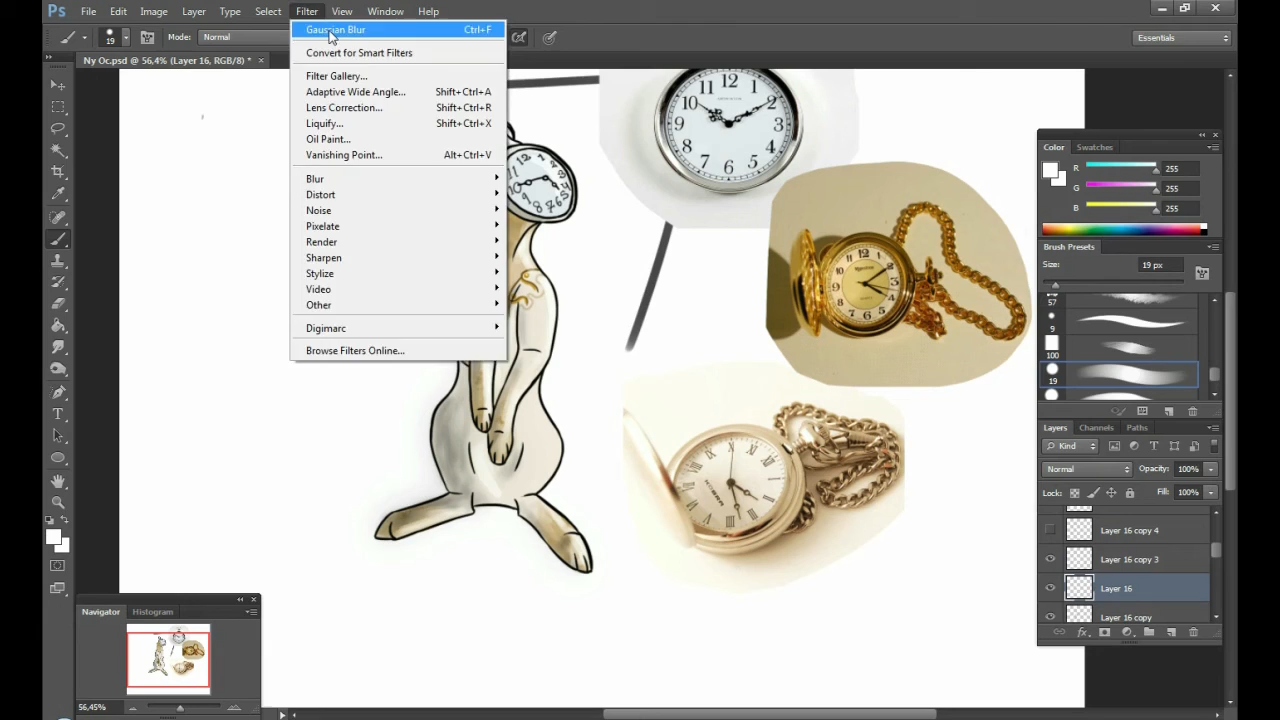 Ps File Edit Image Layer Type Select Filter View Window Help
19 Mode: Normal Essentials
Ny Oc.psd @ 56,4% (Layer 16, RGB/8) * ×
Gaussian Blur Ctrl+F
Convert for Smart Filters
Filter Gallery...
Adaptive Wide Angle... Shift+Ctrl+A
Lens Correction... Shift+Ctrl+R
Liquify... Shift+Ctrl+X
Oil Paint...
Vanishing Point... Alt+Ctrl+V
Blur
Distort
Noise
Pixelate
Render
Sharpen
Stylize
Video
Other
Digimarc
Browse Filters Online...
Color Swatches
R 255
G 255
B 255
Brush Presets
Size: 19 px
57
9
100
19
Layers Channels Paths
Kind
Normal Opacity: 100%
Lock: Fill: 100%
Layer 16 copy 4
Layer 16 copy 3
Layer 16
Layer 16 copy
Navigator Histogram
56,45%